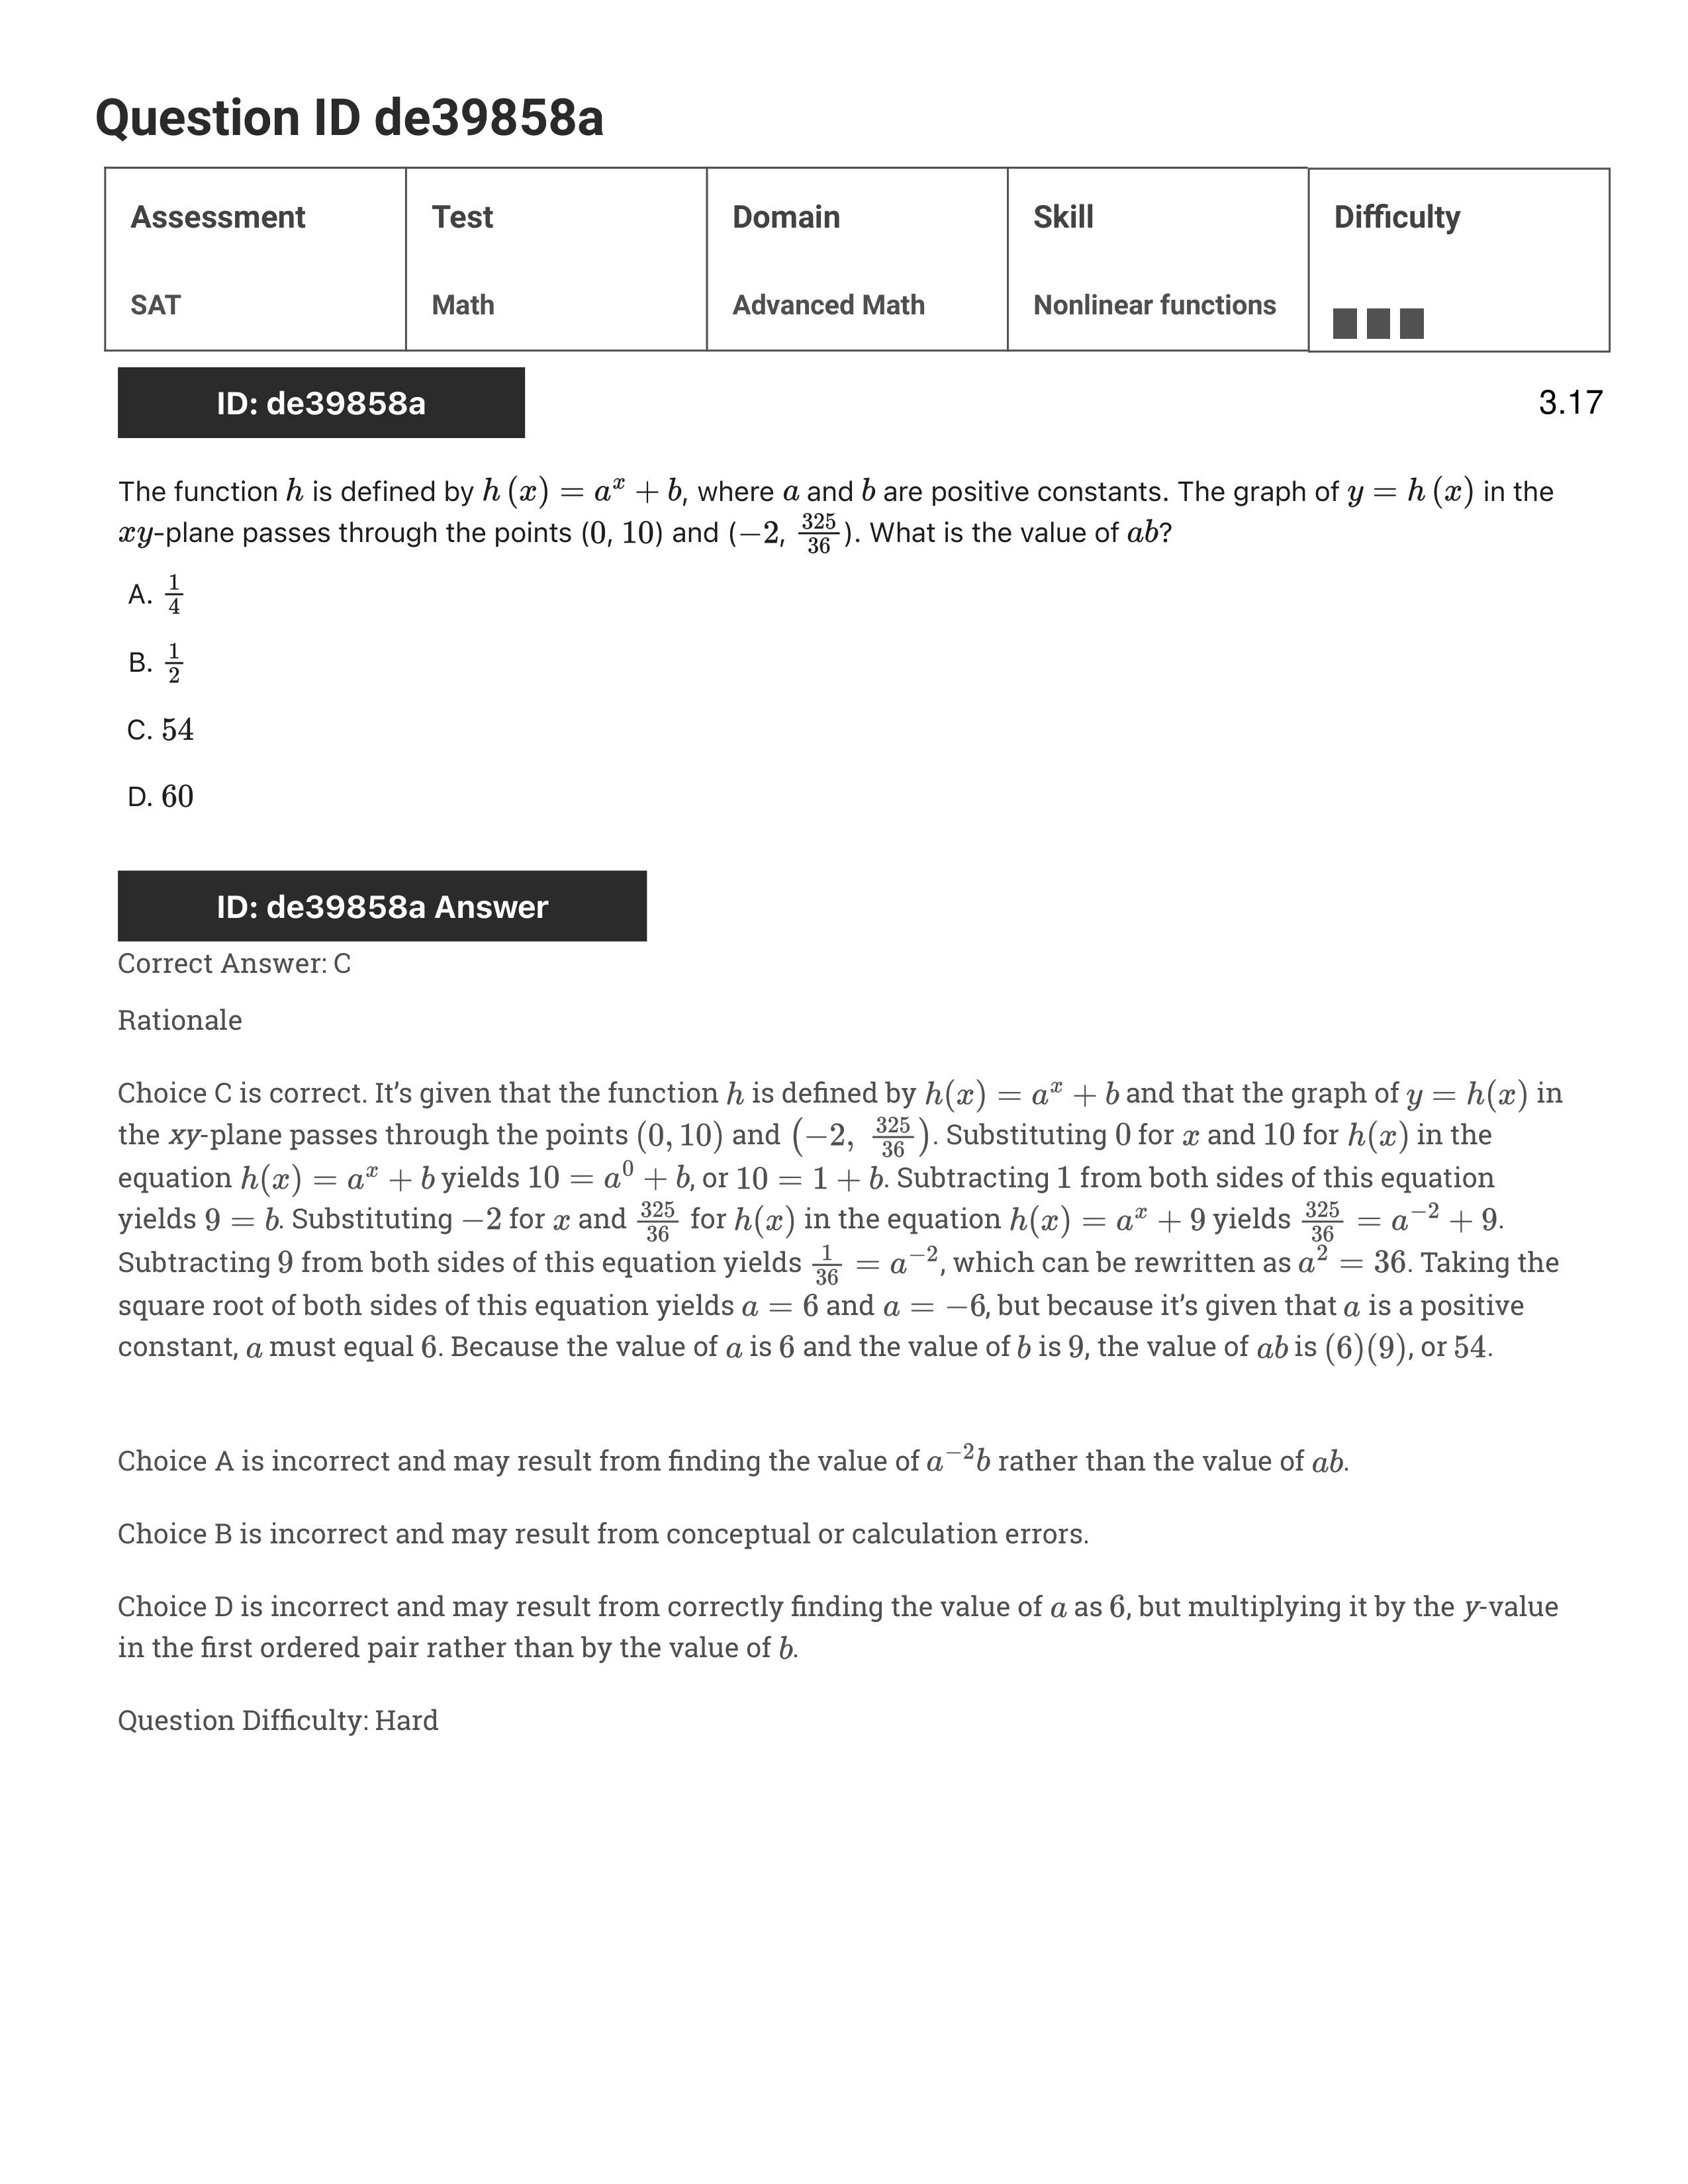 Question ID de39858a
Assessment Test Domain Skill Difficulty
SAT Math Advanced Math Nonlinear functions
ID: de39858a
3.17
The function h is defined by h (x) = a^x + b, where a and b are positive constants. The graph of y = h (x) in the
xy-plane passes through the points (0, 10) and (−2, 325/36). What is the value of ab?
A. 1/4
B. 1/2
C. 54
D. 60
ID: de39858a Answer
Correct Answer: C
Rationale
Choice C is correct. It’s given that the function h is defined by h(x) = a^x + b and that the graph of y = h(x) in
the xy-plane passes through the points (0, 10) and (−2, 325/36). Substituting 0 for x and 10 for h(x) in the
equation h(x) = a^x + b yields 10 = a^0 + b, or 10 = 1 + b. Subtracting 1 from both sides of this equation
yields 9 = b. Substituting −2 for x and 325/36 for h(x) in the equation h(x) = a^x + 9 yields 325/36 = a^−2 + 9.
Subtracting 9 from both sides of this equation yields 1/36 = a^−2, which can be rewritten as a^2 = 36. Taking the
square root of both sides of this equation yields a = 6 and a = −6, but because it’s given that a is a positive
constant, a must equal 6. Because the value of a is 6 and the value of b is 9, the value of ab is (6)(9), or 54.
Choice A is incorrect and may result from finding the value of a^−2b rather than the value of ab.
Choice B is incorrect and may result from conceptual or calculation errors.
Choice D is incorrect and may result from correctly finding the value of a as 6, but multiplying it by the y-value
in the first ordered pair rather than by the value of b.
Question Difficulty: Hard